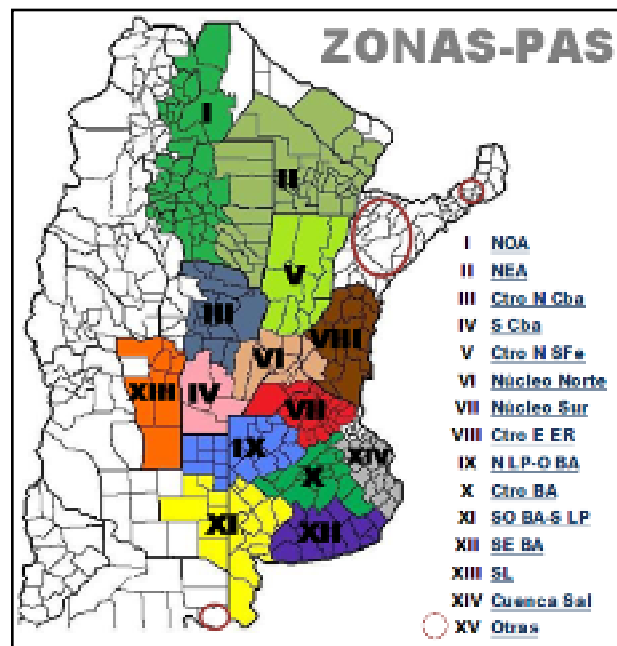 ZONAS-PAS
I
II
V
III
VIII
VI
XIII
IV
VII
IX
XIV
X
XI
XII
I NOA
II NEA
III Ctro N Cba
IV S Cba
V Ctro N SFe
VI Núcleo Norte
VII Núcleo Sur
VIII Ctro E ER
IX N LP-O BA
X Ctro BA
XI SO BA-S LP
XII SE BA
XIII SL
XIV Cuenca Sal
XV Otras